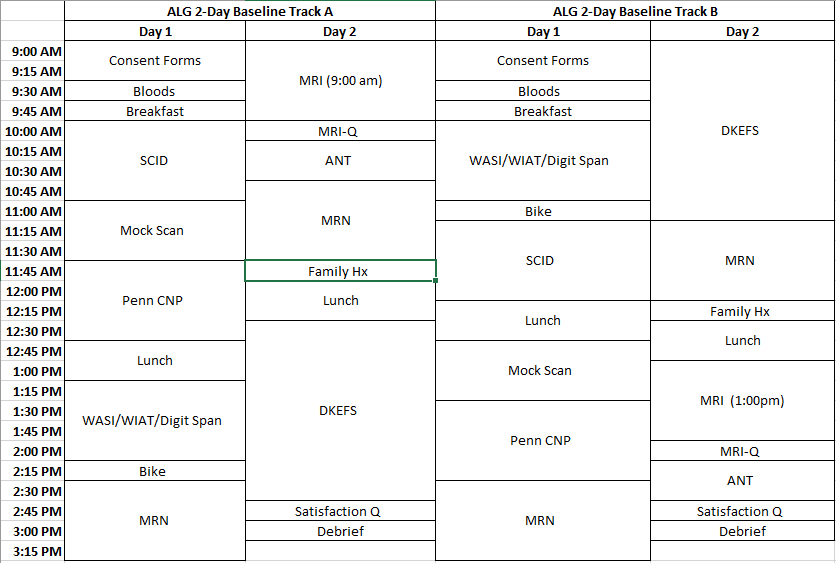 ALG 2-Day Baseline Track A ALG 2-Day Baseline Track B
Day 1 Day 2 Day 1 Day 2
9:00 AM
Consent Forms Consent Forms
9:15 AM
MRI (9:00 am)
9:30 AM Bloods Bloods
9:45 AM Breakfast Breakfast
10:00 AM MRI-Q DKEFS
10:15 AM SCID ANT WASI/WIAT/Digit Span
10:30 AM
10:45 AM
11:00 AM Bike
11:15 AM Mock Scan MRN
11:30 AM SCID MRN
11:45 AM Family Hx
12:00 PM Penn CNP Lunch
12:15 PM Family Hx
Lunch
12:30 PM
Lunch
12:45 PM
Lunch
1:00 PM Mock Scan
1:15 PM
1:30 PM DKEFS MRI  (1:00pm)
WASI/WIAT/Digit Span
1:45 PM
Penn CNP
2:00 PM MRI-Q
2:15 PM Bike
ANT
2:30 PM
2:45 PM Satisfaction Q Satisfaction Q
MRN MRN
3:00 PM Debrief Debrief
3:15 PM